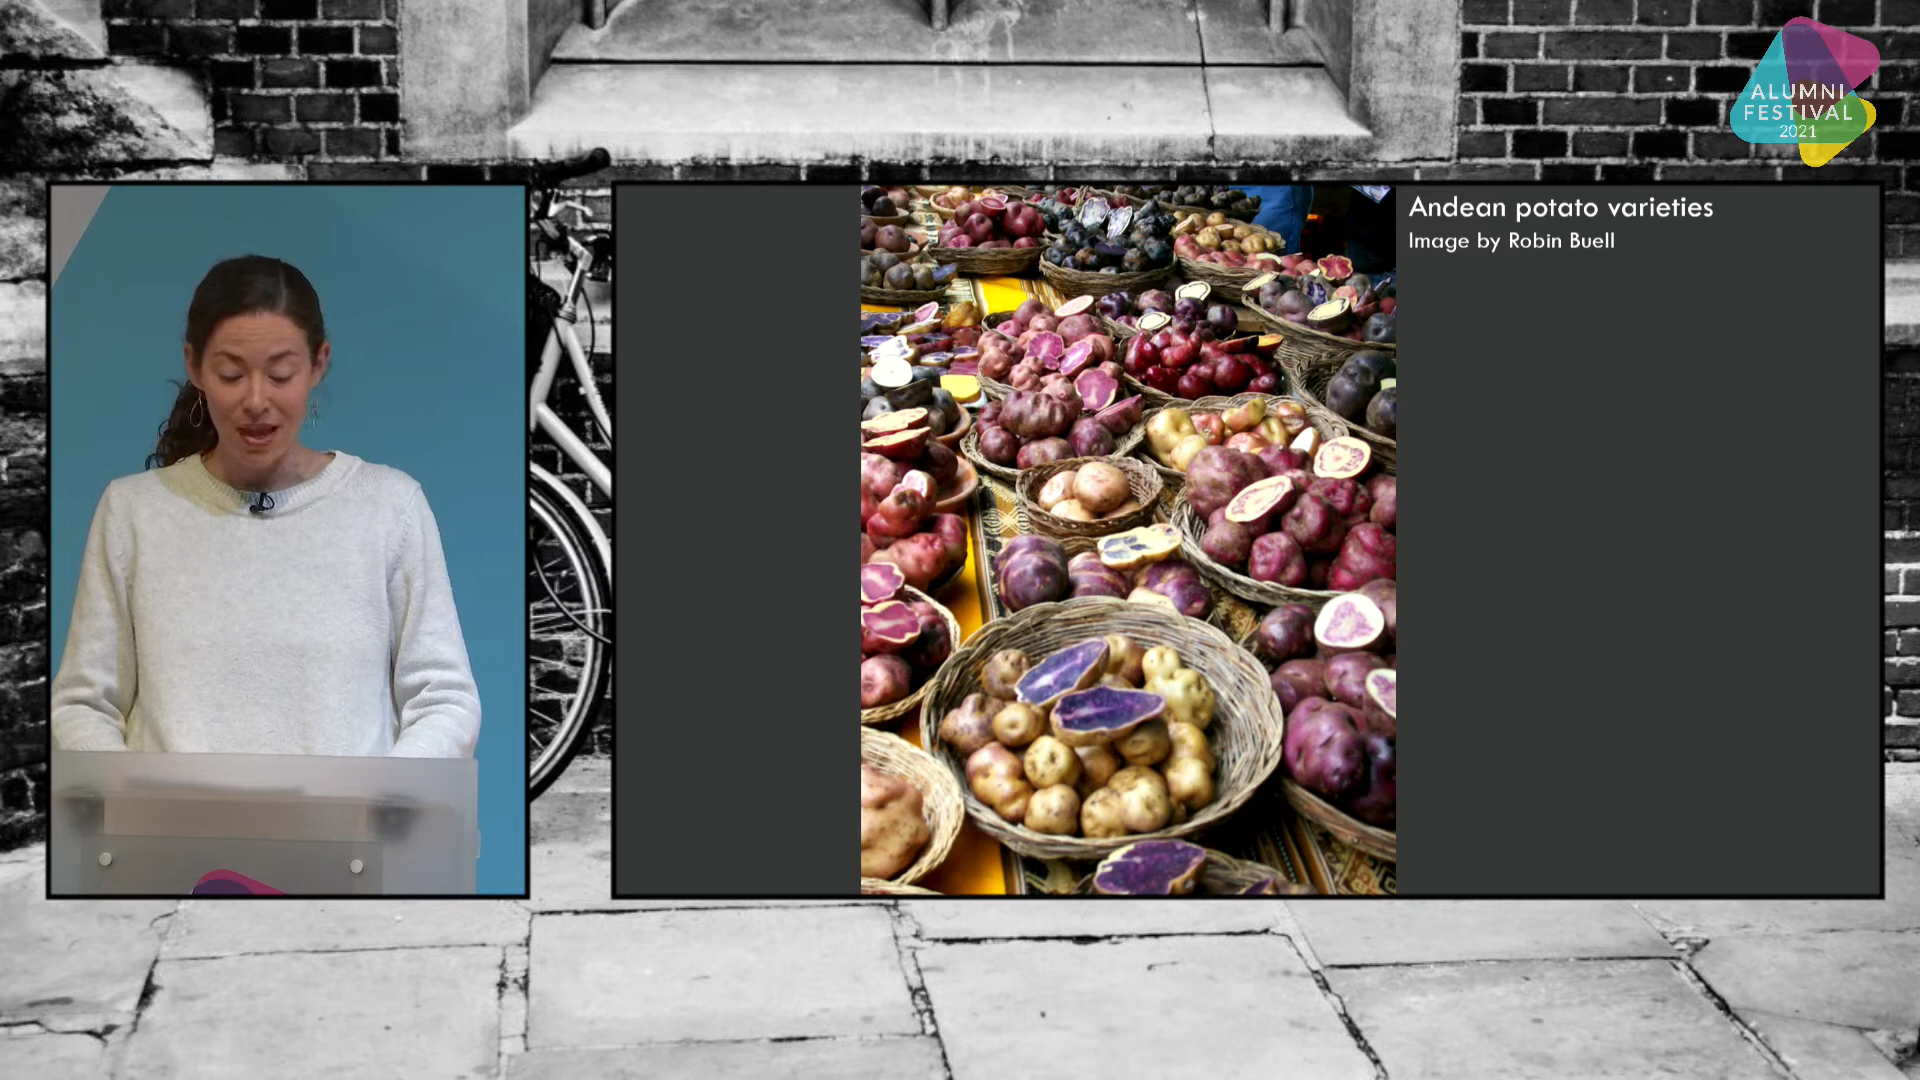 ALUMNI
FESTIVAL
2021
Andean potato varieties
Image by Robin Buell